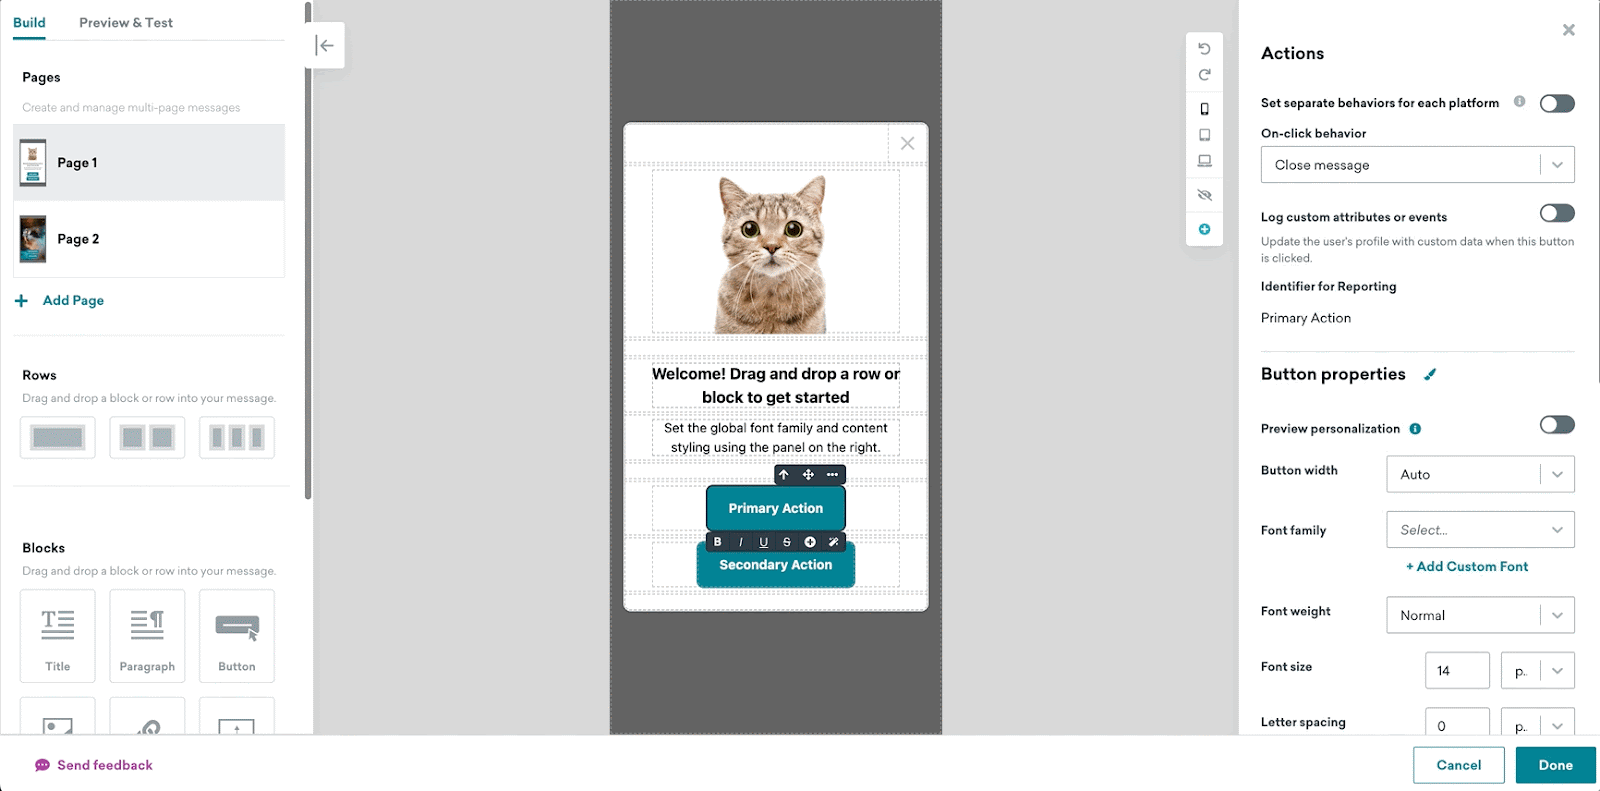 Build
Preview & Test
Pages
Create and manage multi-page messages
Page 1
Page 2
+ Add Page
Rows
Drag and drop a block or row into your message.
Blocks
Drag and drop a block or row into your message.
Title
Paragraph
Button
Send feedback
Welcome! Drag and drop a row or
block to get started
Set the global font family and content
styling using the panel on the right.
Primary Action
B I U S
Secondary Action
Actions
Set separate behaviors for each platform
On-click behavior
Close message
Log custom attributes or events
Update the user's profile with custom data when this button
is clicked.
Identifier for Reporting
Primary Action
Button properties
Preview personalization
Button width
Auto
Font family
Select...
+ Add Custom Font
Font weight
Normal
Font size
14
p..
Letter spacing
0
p..
Cancel
Done